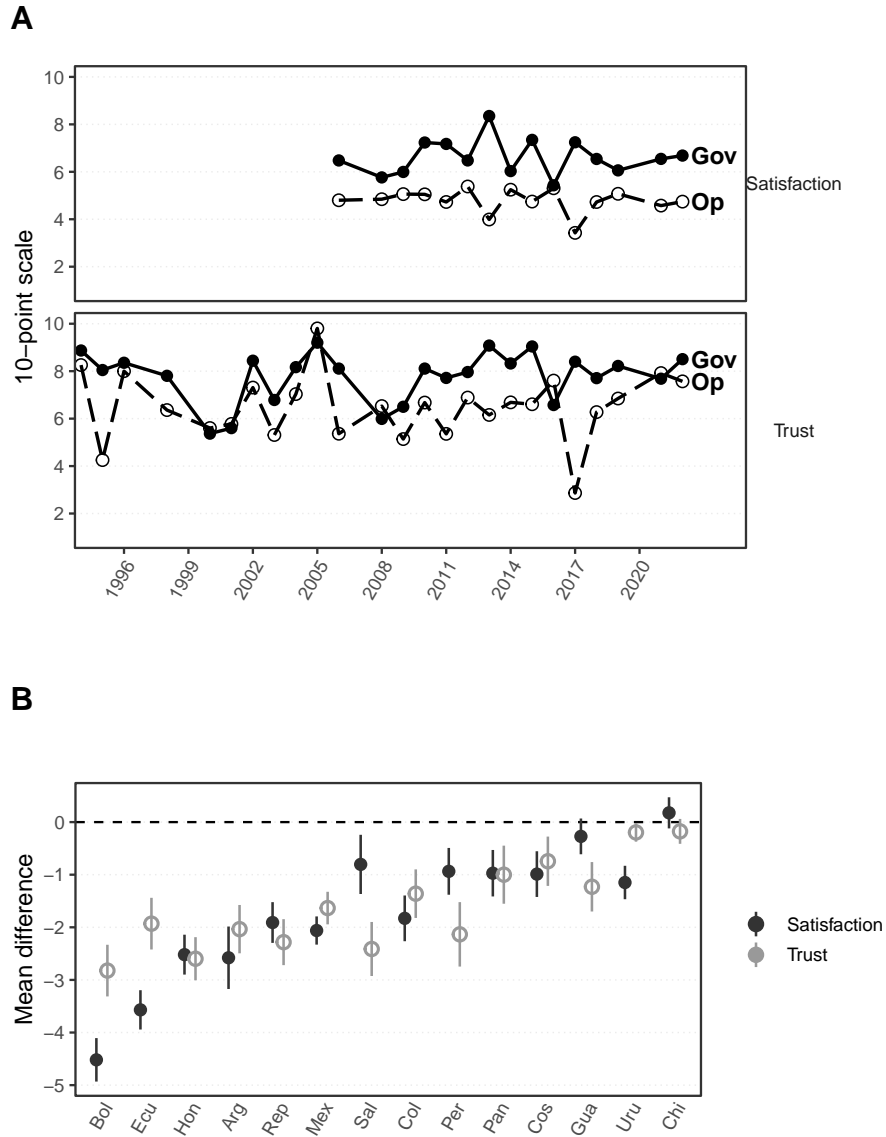 A
10
8
6
4
2
Gov
Op
Satisfaction
10−point scale
10
8
6
4
2
Gov
Op
Trust
1996
1999
2002
2005
2008
2011
2014
2017
2020
B
Mean difference
0
−1
−2
−3
−4
−5
Bol
Ecu
Hon
Arg
Rep
Mex
Sal
Col
Per
Pan
Cos
Gua
Uru
Chi
Satisfaction
Trust